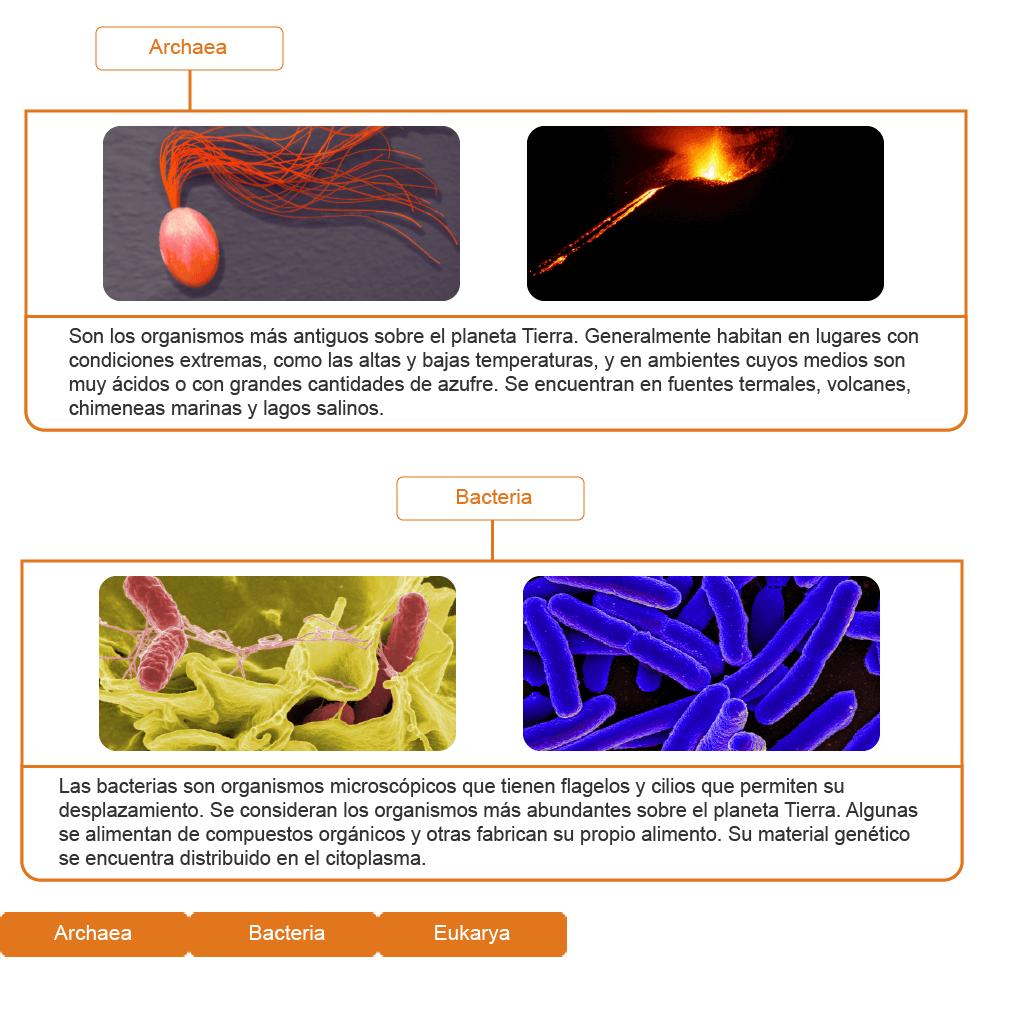 Archaea
Son los organismos más antiguos sobre el planeta Tierra. Generalmente habitan en lugares con
condiciones extremas, como las altas y bajas temperaturas, y en ambientes cuyos medios son
muy ácidos o con grandes cantidades de azufre. Se encuentran en fuentes termales, volcanes,
chimeneas marinas y lagos salinos.
Bacteria
Las bacterias son organismos microscópicos que tienen flagelos y cilios que permiten su
desplazamiento. Se consideran los organismos más abundantes sobre el planeta Tierra. Algunas
se alimentan de compuestos orgánicos y otras fabrican su propio alimento. Su material genético
se encuentra distribuido en el citoplasma.
Archaea Bacteria Eukarya